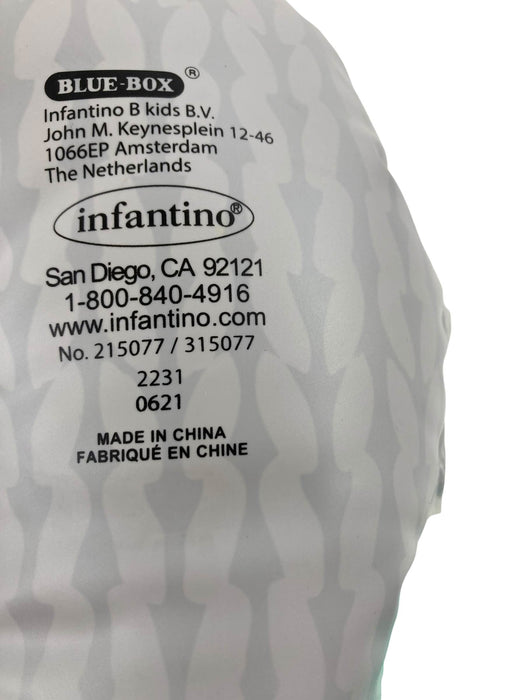 BLUE-BOX ®
Infantino B kids B.V.
John M. Keynesplein 12-46
1066EP Amsterdam
The Netherlands
infantino®
San Diego, CA 92121
1-800-840-4916
www.infantino.com
No. 215077 / 315077
2231
0621
MADE IN CHINA
FABRIQUÉ EN CHINE